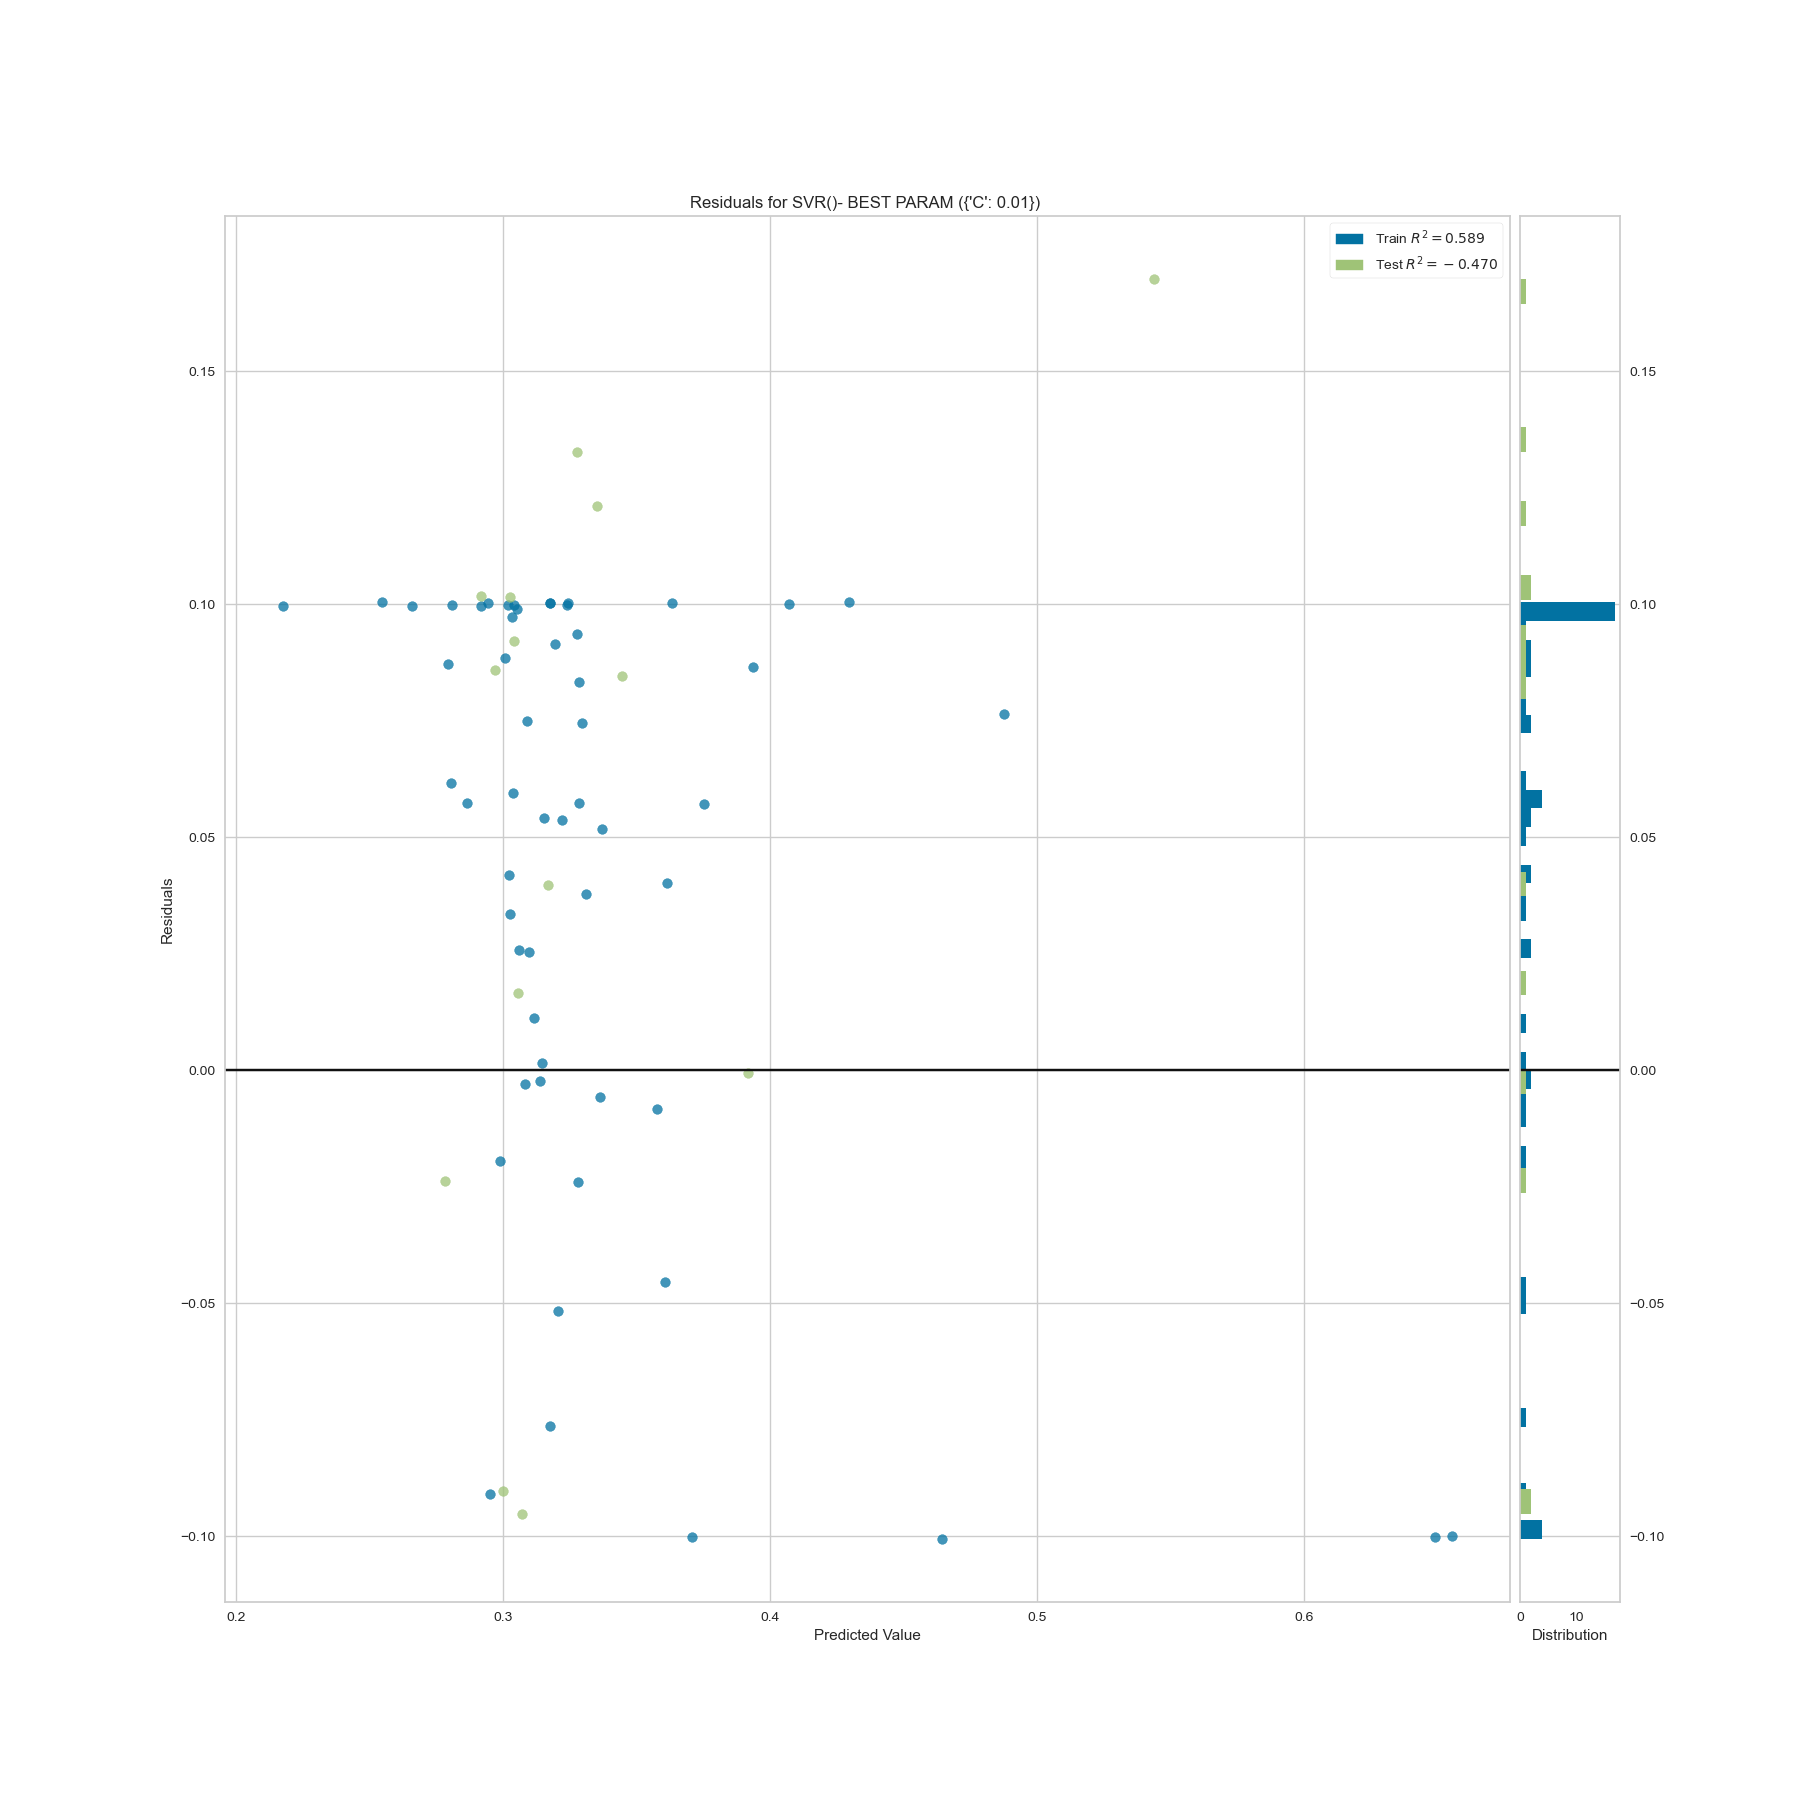 Residuals for SVR()- BEST PARAM ({'C': 0.01})
Train R² = 0.589
Test R² = −0.470
0.15
0.10
0.05
0.00
−0.05
−0.10
Residuals
0.2 0.3 0.4 0.5 0.6
Predicted Value
0.15
0.10
0.05
0.00
−0.05
−0.10
0 10
Distribution